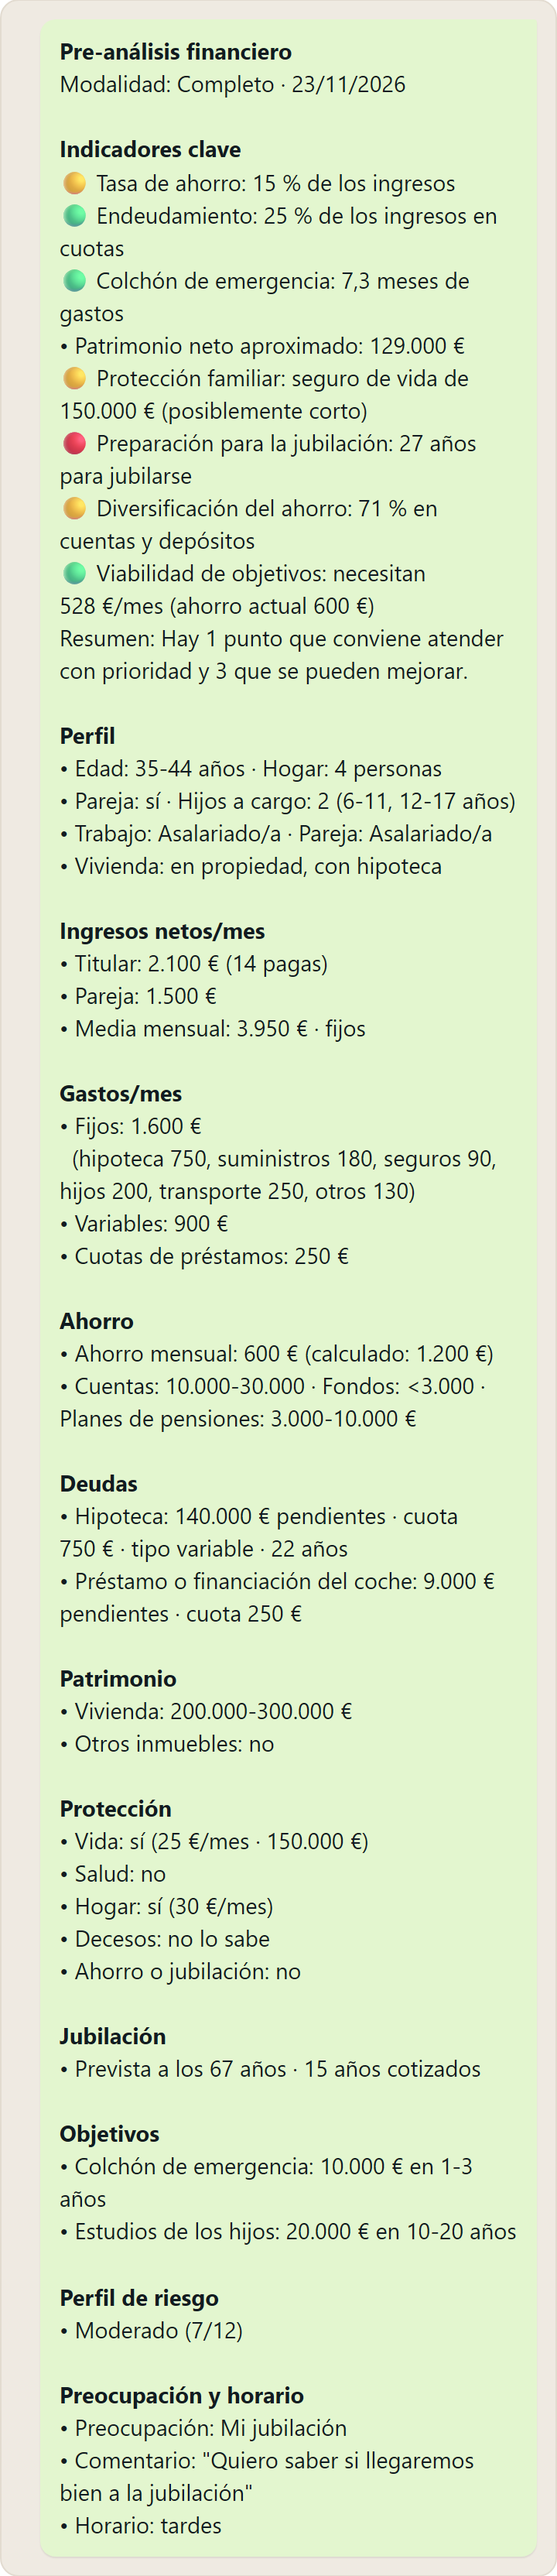 Pre-análisis financiero
Modalidad: Completo · 23/11/2026
Indicadores clave
🟡 Tasa de ahorro: 15 % de los ingresos
🟢 Endeudamiento: 25 % de los ingresos en
cuotas
🟢 Colchón de emergencia: 7,3 meses de
gastos
• Patrimonio neto aproximado: 129.000 €
🟡 Protección familiar: seguro de vida de
150.000 € (posiblemente corto)
🔴 Preparación para la jubilación: 27 años
para jubilarse
🟡 Diversificación del ahorro: 71 % en
cuentas y depósitos
🟢 Viabilidad de objetivos: necesitan
528 €/mes (ahorro actual 600 €)
Resumen: Hay 1 punto que conviene atender
con prioridad y 3 que se pueden mejorar.
Perfil
• Edad: 35-44 años · Hogar: 4 personas
• Pareja: sí · Hijos a cargo: 2 (6-11, 12-17 años)
• Trabajo: Asalariado/a · Pareja: Asalariado/a
• Vivienda: en propiedad, con hipoteca
Ingresos netos/mes
• Titular: 2.100 € (14 pagas)
• Pareja: 1.500 €
• Media mensual: 3.950 € · fijos
Gastos/mes
• Fijos: 1.600 €
(hipoteca 750, suministros 180, seguros 90,
hijos 200, transporte 250, otros 130)
• Variables: 900 €
• Cuotas de préstamos: 250 €
Ahorro
• Ahorro mensual: 600 € (calculado: 1.200 €)
• Cuentas: 10.000-30.000 · Fondos: <3.000 ·
Planes de pensiones: 3.000-10.000 €
Deudas
• Hipoteca: 140.000 € pendientes · cuota
750 € · tipo variable · 22 años
• Préstamo o financiación del coche: 9.000 €
pendientes · cuota 250 €
Patrimonio
• Vivienda: 200.000-300.000 €
• Otros inmuebles: no
Protección
• Vida: sí (25 €/mes · 150.000 €)
• Salud: no
• Hogar: sí (30 €/mes)
• Decesos: no lo sabe
• Ahorro o jubilación: no
Jubilación
• Prevista a los 67 años · 15 años cotizados
Objetivos
• Colchón de emergencia: 10.000 € en 1-3
años
• Estudios de los hijos: 20.000 € en 10-20 años
Perfil de riesgo
• Moderado (7/12)
Preocupación y horario
• Preocupación: Mi jubilación
• Comentario: "Quiero saber si llegaremos
bien a la jubilación"
• Horario: tardes